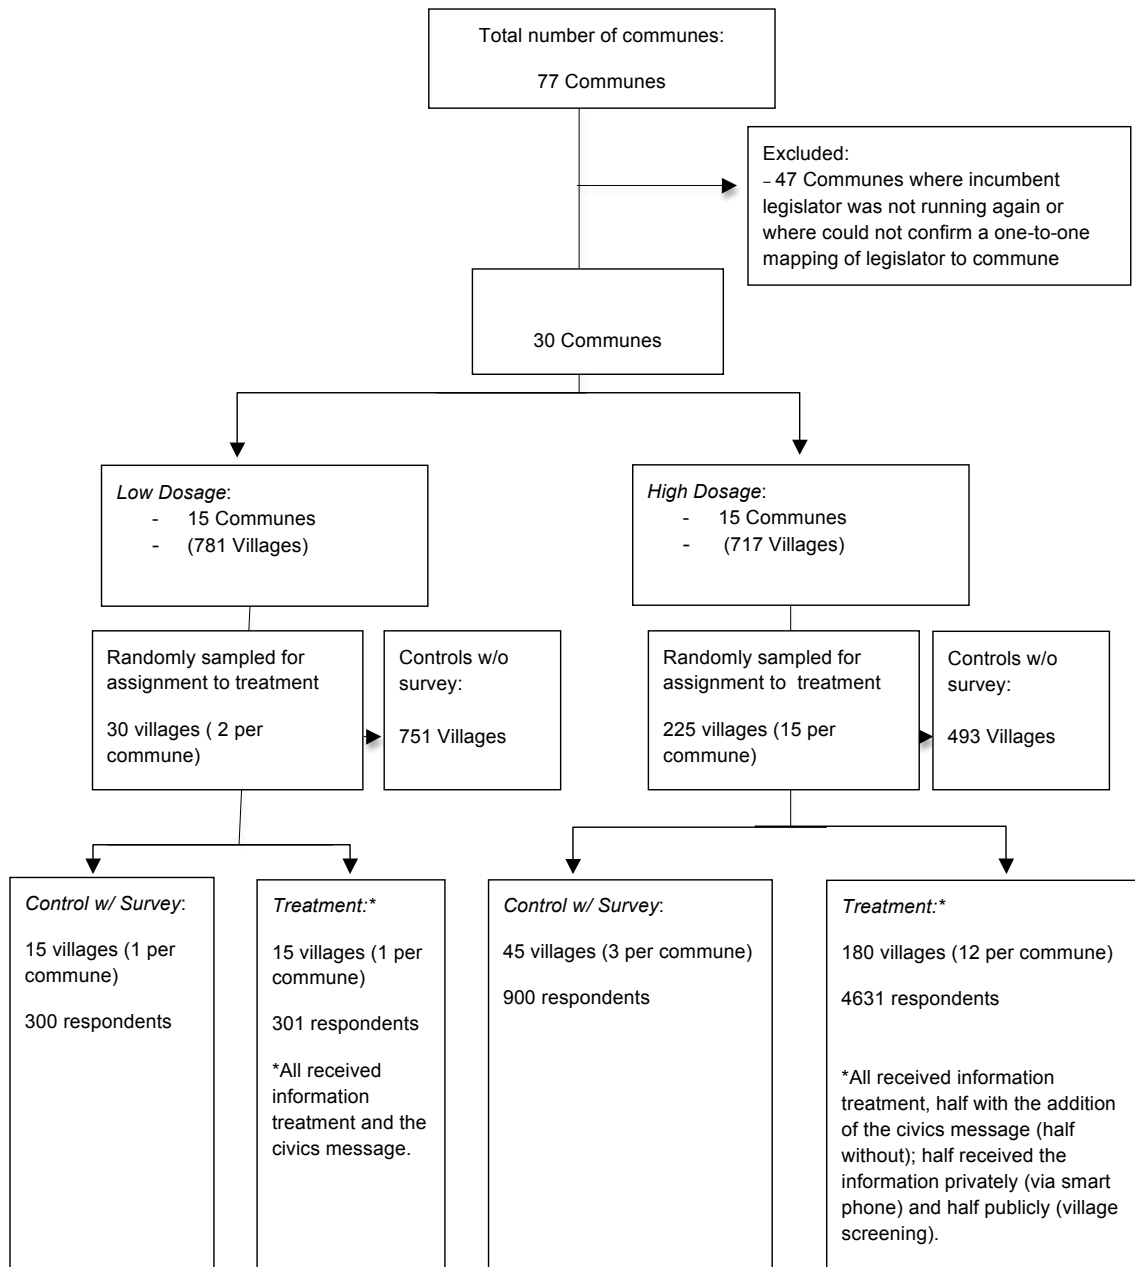 Total number of communes:
77 Communes
Excluded:
– 47 Communes where incumbent
legislator was not running again or
where could not confirm a one-to-one
mapping of legislator to commune
30 Communes
Low Dosage:
- 15 Communes
- (781 Villages)
High Dosage:
- 15 Communes
- (717 Villages)
Randomly sampled for
assignment to treatment
30 villages ( 2 per
commune)
Controls w/o
survey:
751 Villages
Randomly sampled for
assignment to treatment
225 villages (15 per
commune)
Controls w/o
survey:
493 Villages
Control w/ Survey:
15 villages (1 per
commune)
300 respondents
Treatment:*
15 villages (1 per
commune)
301 respondents
*All received
information
treatment and the
civics message.
Control w/ Survey:
45 villages (3 per commune)
900 respondents
Treatment:*
180 villages (12 per commune)
4631 respondents
*All received information
treatment, half with the addition
of the civics message (half
without); half received the
information privately (via smart
phone) and half publicly (village
screening).